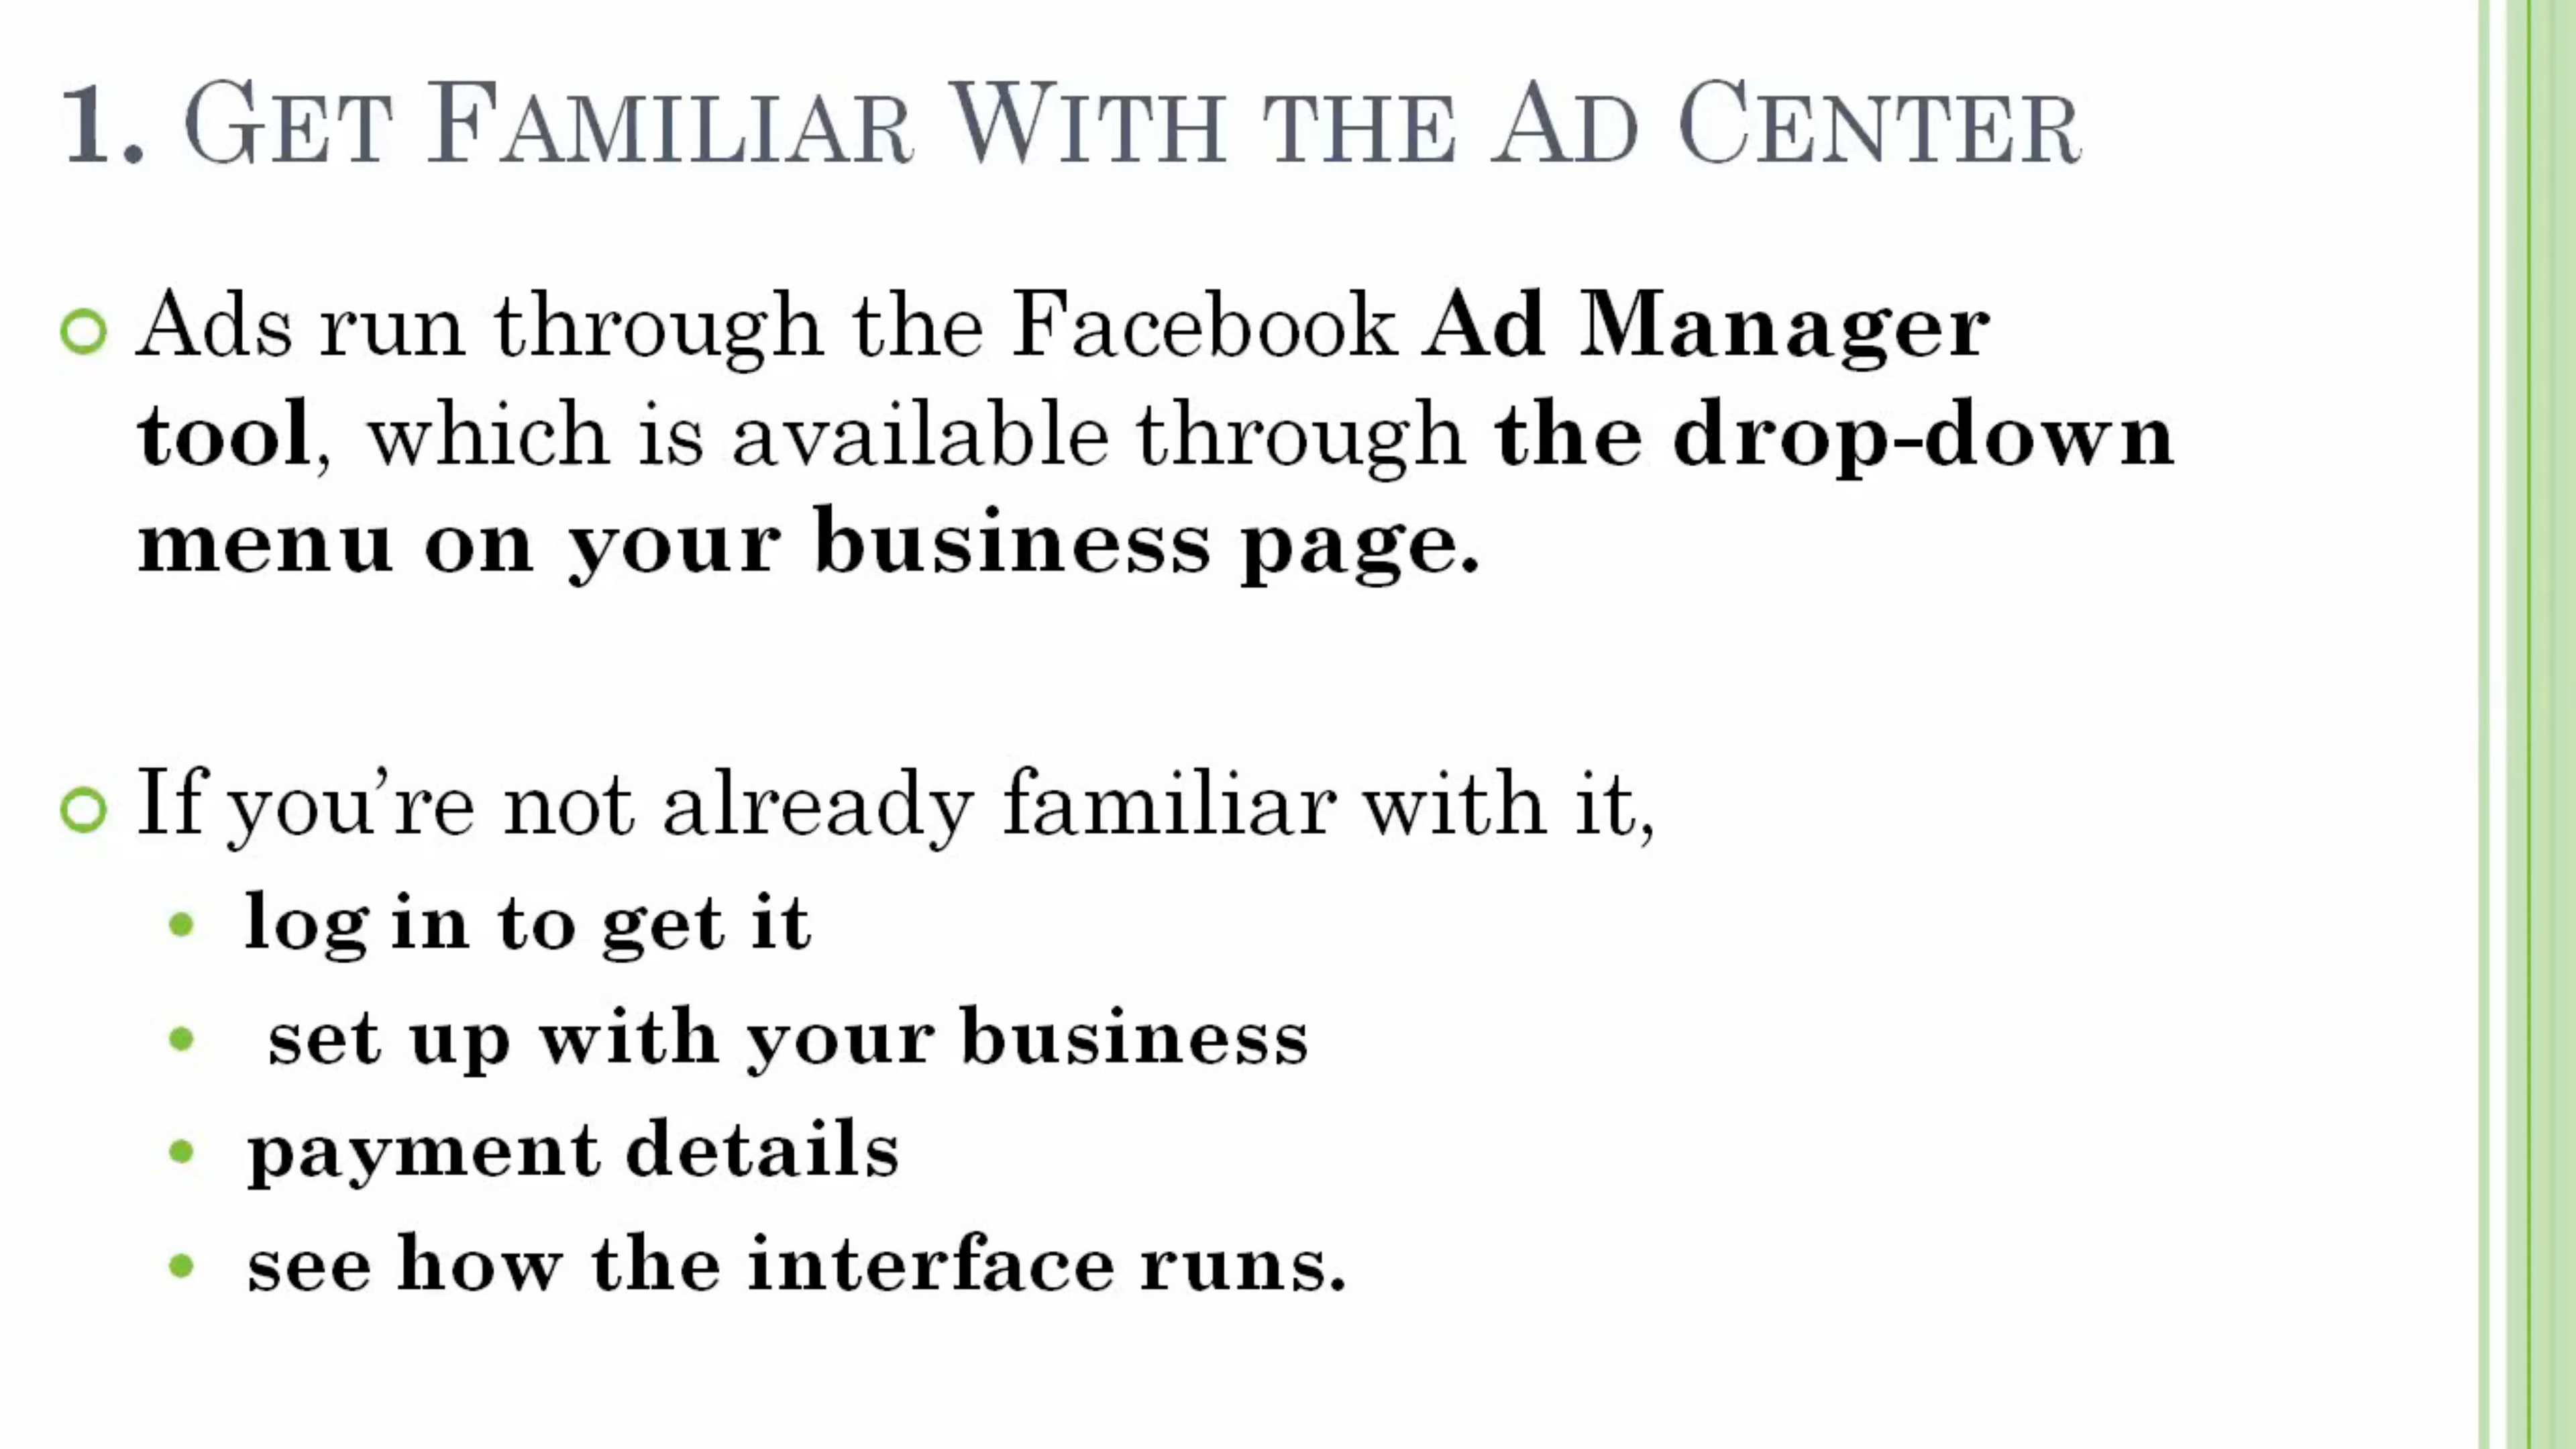 1. Get Familiar With the Ad Center
Ads run through the Facebook Ad Manager
tool, which is available through the drop-down
menu on your business page.
If you’re not already familiar with it,
log in to get it
set up with your business
payment details
see how the interface runs.